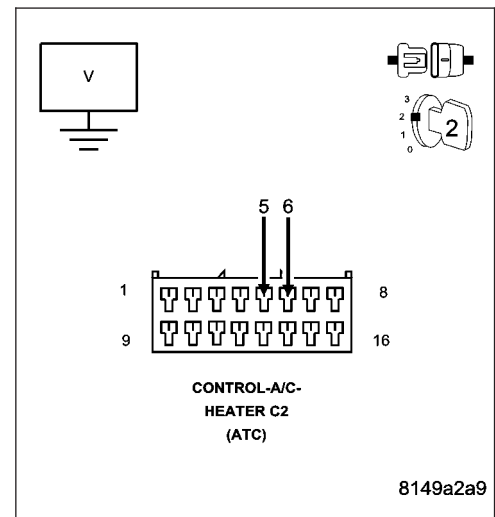 V
3
2
1
0
2
5 6
1 8
9 16
CONTROL-A/C-
HEATER C2
(ATC)
8149a2a9